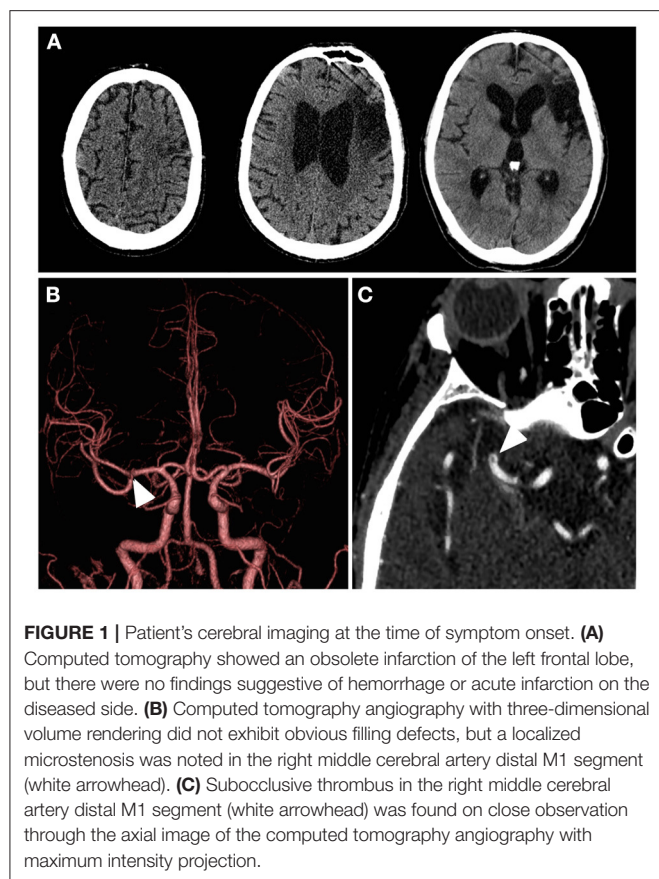 A
B
C
FIGURE 1 | Patient's cerebral imaging at the time of symptom onset. (A)
Computed tomography showed an obsolete infarction of the left frontal lobe,
but there were no findings suggestive of hemorrhage or acute infarction on the
diseased side. (B) Computed tomography angiography with three-dimensional
volume rendering did not exhibit obvious filling defects, but a localized
microstenosis was noted in the right middle cerebral artery distal M1 segment
(white arrowhead). (C) Subocclusive thrombus in the right middle cerebral
artery distal M1 segment (white arrowhead) was found on close observation
through the axial image of the computed tomography angiography with
maximum intensity projection.